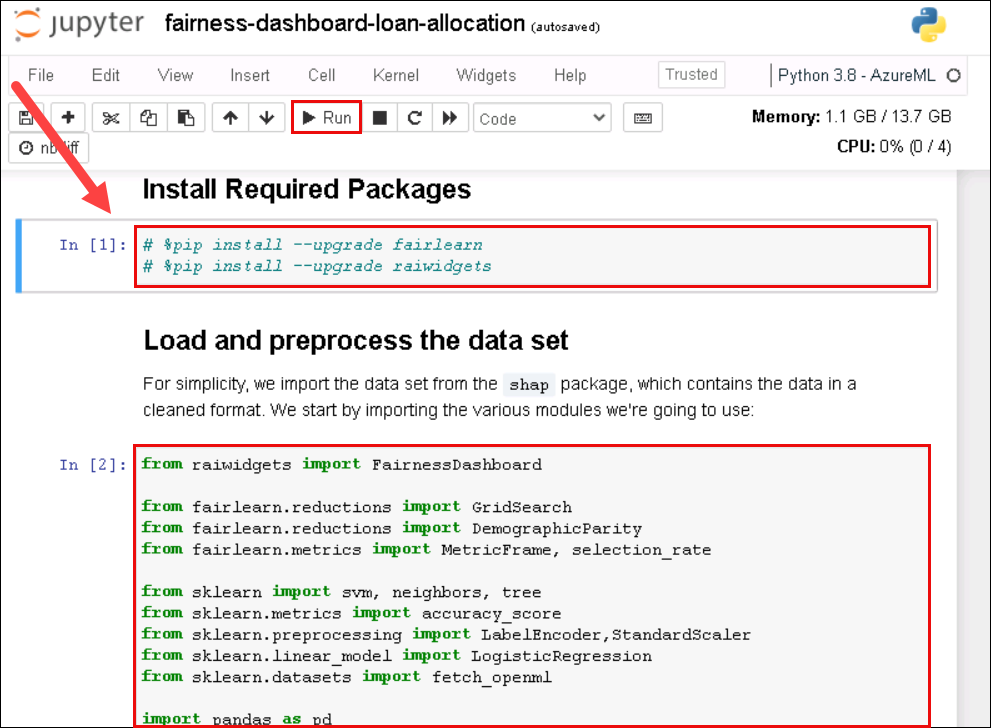 jupyter fairness-dashboard-loan-allocation (autosaved)
File Edit View Insert Cell Kernel Widgets Help Trusted Python 3.8 - AzureML
Run Code Memory: 1.1 GB / 13.7 GB
CPU: 0% (0 / 4)
Install Required Packages
In [1]: # %pip install --upgrade fairlearn
# %pip install --upgrade raiwidgets
Load and preprocess the data set
For simplicity, we import the data set from the shap package, which contains the data in a
cleaned format. We start by importing the various modules we're going to use:
In [2]: from raiwidgets import FairnessDashboard
from fairlearn.reductions import GridSearch
from fairlearn.reductions import DemographicParity
from fairlearn.metrics import MetricFrame, selection_rate
from sklearn import svm, neighbors, tree
from sklearn.metrics import accuracy_score
from sklearn.preprocessing import LabelEncoder,StandardScaler
from sklearn.linear_model import LogisticRegression
from sklearn.datasets import fetch_openml
import pandas as pd